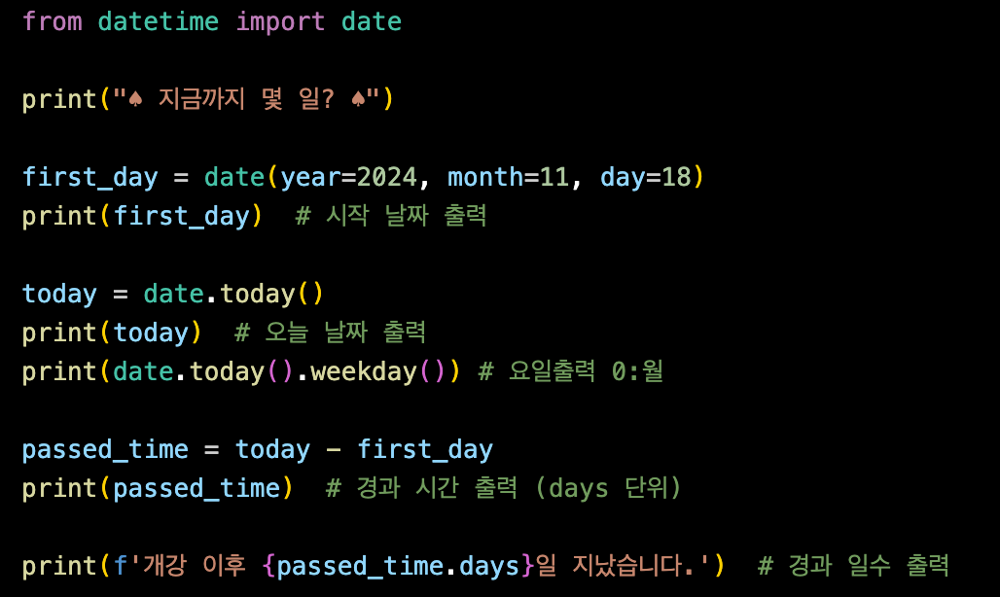 from datetime import date
print("♠ 지금까지 몇 일? ♠")
first_day = date(year=2024, month=11, day=18)
print(first_day)  # 시작 날짜 출력
today = date.today()
print(today)  # 오늘 날짜 출력
print(date.today().weekday()) # 요일출력 0:월
passed_time = today - first_day
print(passed_time)  # 경과 시간 출력 (days 단위)
print(f'개강 이후 {passed_time.days}일 지났습니다.')  # 경과 일수 출력